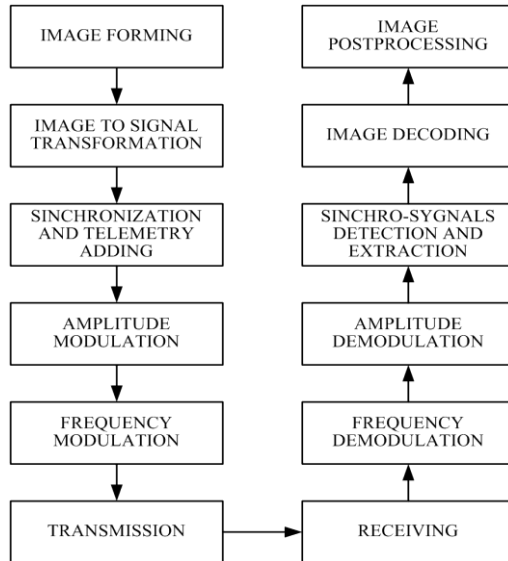 IMAGE FORMING
IMAGE TO SIGNAL
TRANSFORMATION
SINCHRONIZATION
AND TELEMETRY
ADDING
AMPLITUDE
MODULATION
FREQUENCY
MODULATION
TRANSMISSION
RECEIVING
FREQUENCY
DEMODULATION
AMPLITUDE
DEMODULATION
SINCHRO-SYGNALS
DETECTION AND
EXTRACTION
IMAGE DECODING
IMAGE
POSTPROCESSING